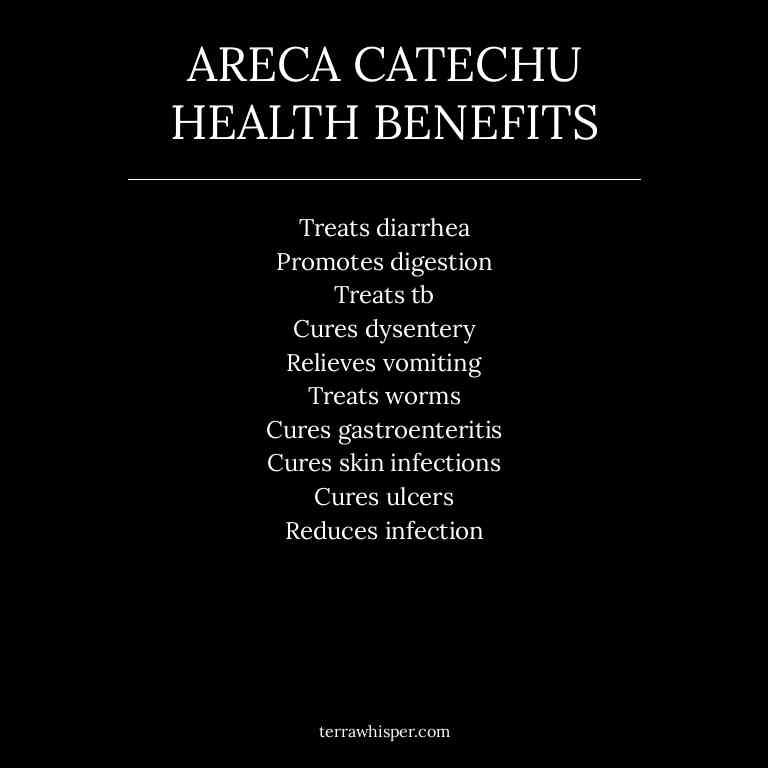 ARECA CATECHU
HEALTH BENEFITS
Treats diarrhea
Promotes digestion
Treats tb
Cures dysentery
Relieves vomiting
Treats worms
Cures gastroenteritis
Cures skin infections
Cures ulcers
Reduces infection
terrawhisper.com